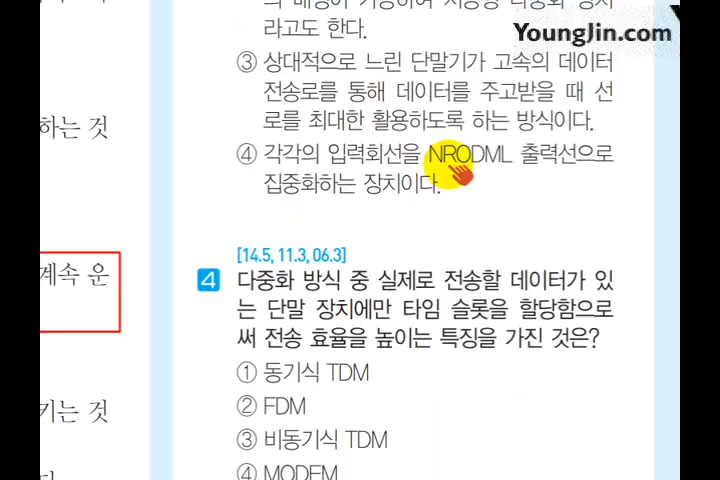 YoungJin.com
라고도 한다.
③ 상대적으로 느린 단말기가 고속의 데이터
전송로를 통해 데이터를 주고받을 때 선
로를 최대한 활용하도록 하는 방식이다.
④ 각각의 입력회선을 NRODML 출력선으로
집중화하는 장치이다.
하는 것
계속 운
키는 것
[14.5, 11.3, 06.3]
4 다중화 방식 중 실제로 전송할 데이터가 있
는 단말 장치에만 타임 슬롯을 할당함으로
써 전송 효율을 높이는 특징을 가진 것은?
① 동기식 TDM
② FDM
③ 비동기식 TDM
④ MODEM